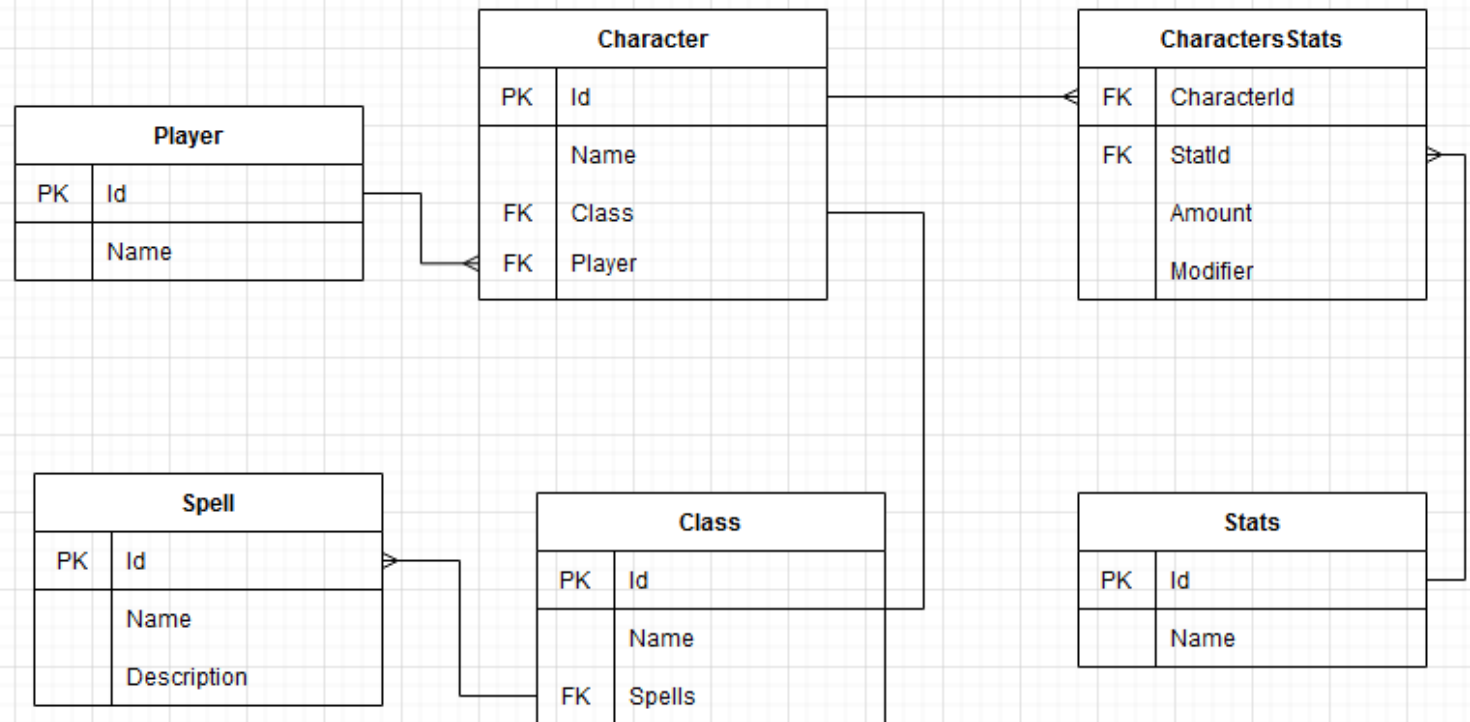 Player
PK Id
Name
Character
PK Id
Name
FK Class
FK Player
CharactersStats
FK CharacterId
FK StatId
Amount
Modifier
Spell
PK Id
Name
Description
Class
PK Id
Name
FK Spells
Stats
PK Id
Name